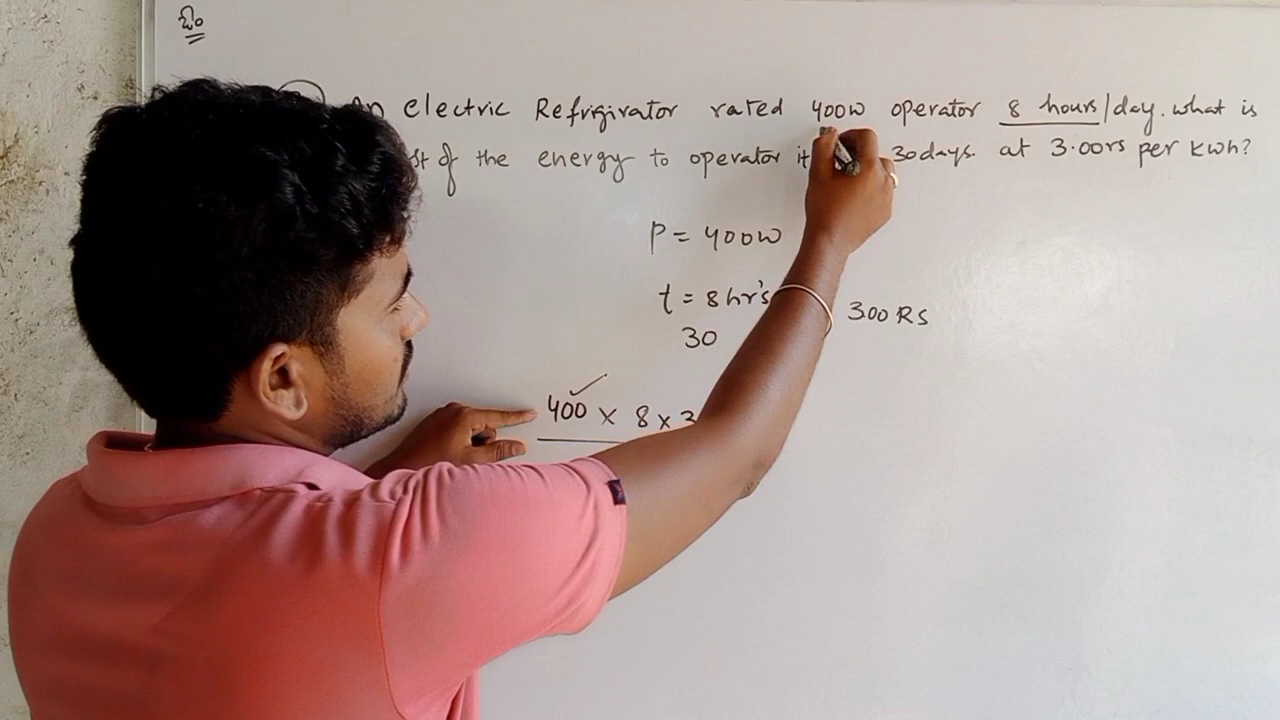 ഉം
electric Refrigirator rated 400w operator 8 hours/day. what is
of the energy to operator it 30days. at 3.00rs per kwh?
P = 400w
t = 8hr's
300 RS
30
400 x 8 x 3